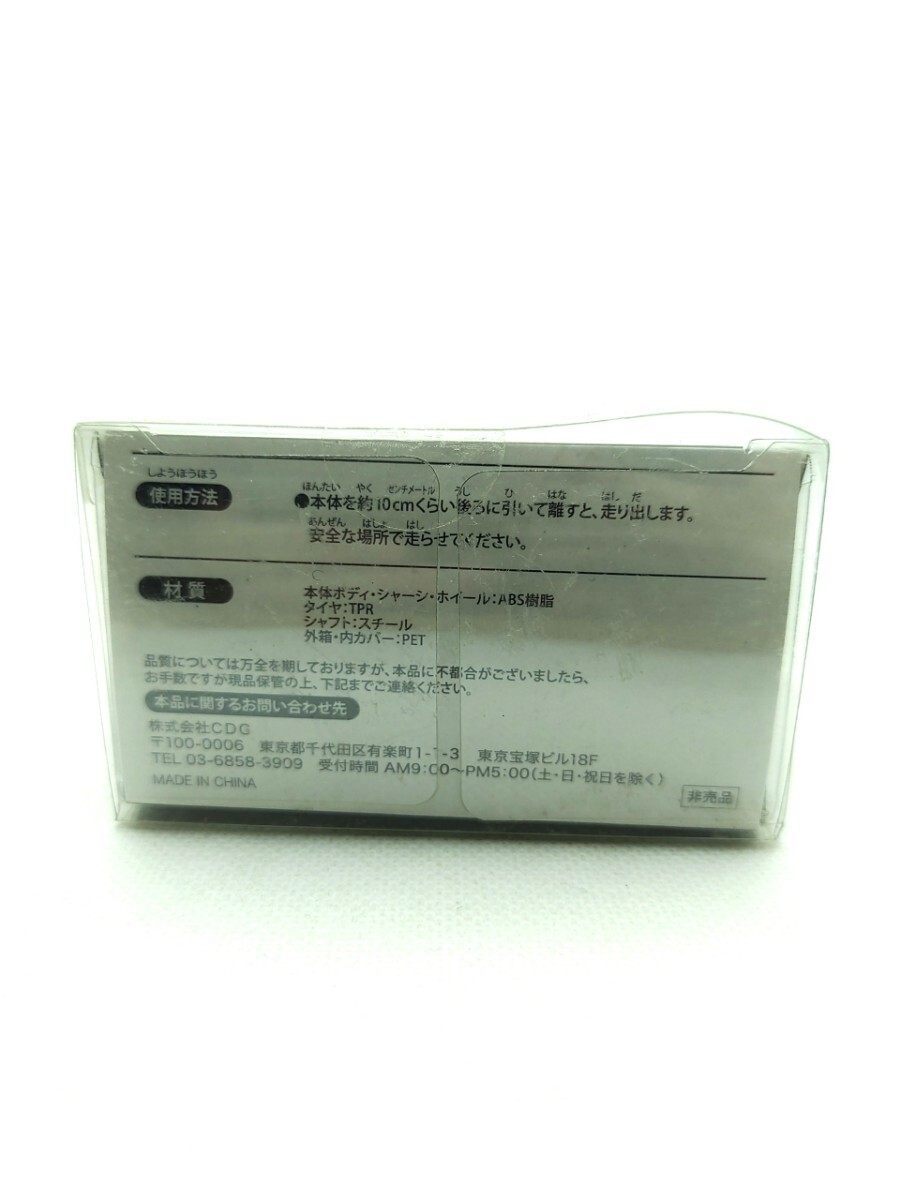 しようほうほう
使用方法
ほんたい やく センチメートル うし ひ はな はし だ
●本体を約10cmくらい後ろに引いて離すと、走り出します。
あんぜん ばしょ はし
安全な場所で走らせてください。
材質
本体ボディ・シャーシ・ホイール：ABS樹脂
タイヤ：TPR
シャフト：スチール
外箱・内カバー：PET
品質については万全を期しておりますが、本品に不都合がございましたら、
お手数ですが現品保管の上、下記までご連絡ください。
本品に関するお問い合わせ先
株式会社CDG
〒100-0006 東京都千代田区有楽町1-1-3 東京宝塚ビル18F
TEL 03-6858-3909 受付時間 AM9:00〜PM5:00（土・日・祝日を除く）
MADE IN CHINA
非売品